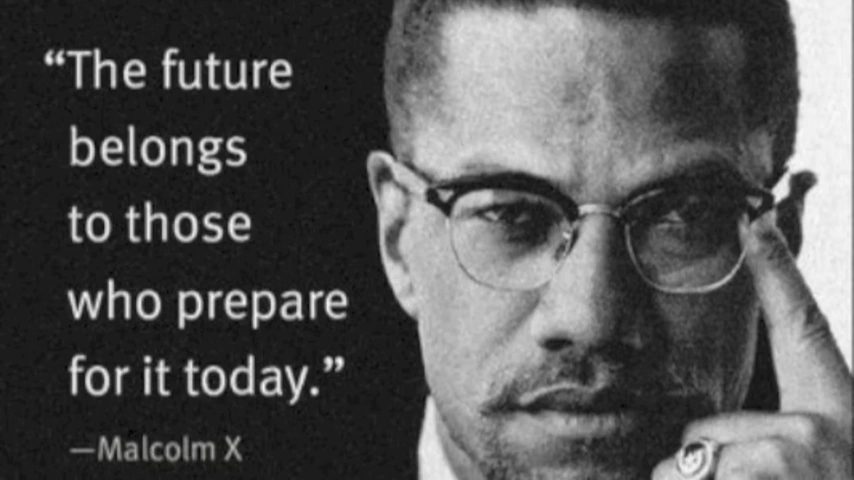 “The future
belongs
to those
who prepare
for it today.”
—Malcolm X